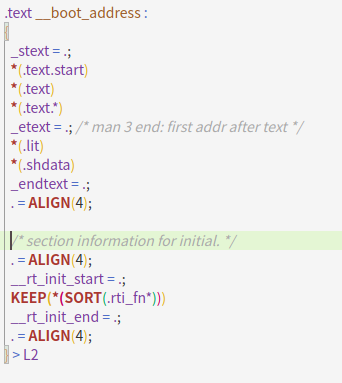 .text __boot_address :
{
_stext = .;
*(.text.start)
*(.text)
*(.text.*)
_etext = .; /* man 3 end: first addr after text */
*(.lit)
*(.shdata)
_endtext = .;
. = ALIGN(4);
/* section information for initial. */
. = ALIGN(4);
__rt_init_start = .;
KEEP(*(SORT(.rti_fn*)))
__rt_init_end = .;
. = ALIGN(4);
} > L2